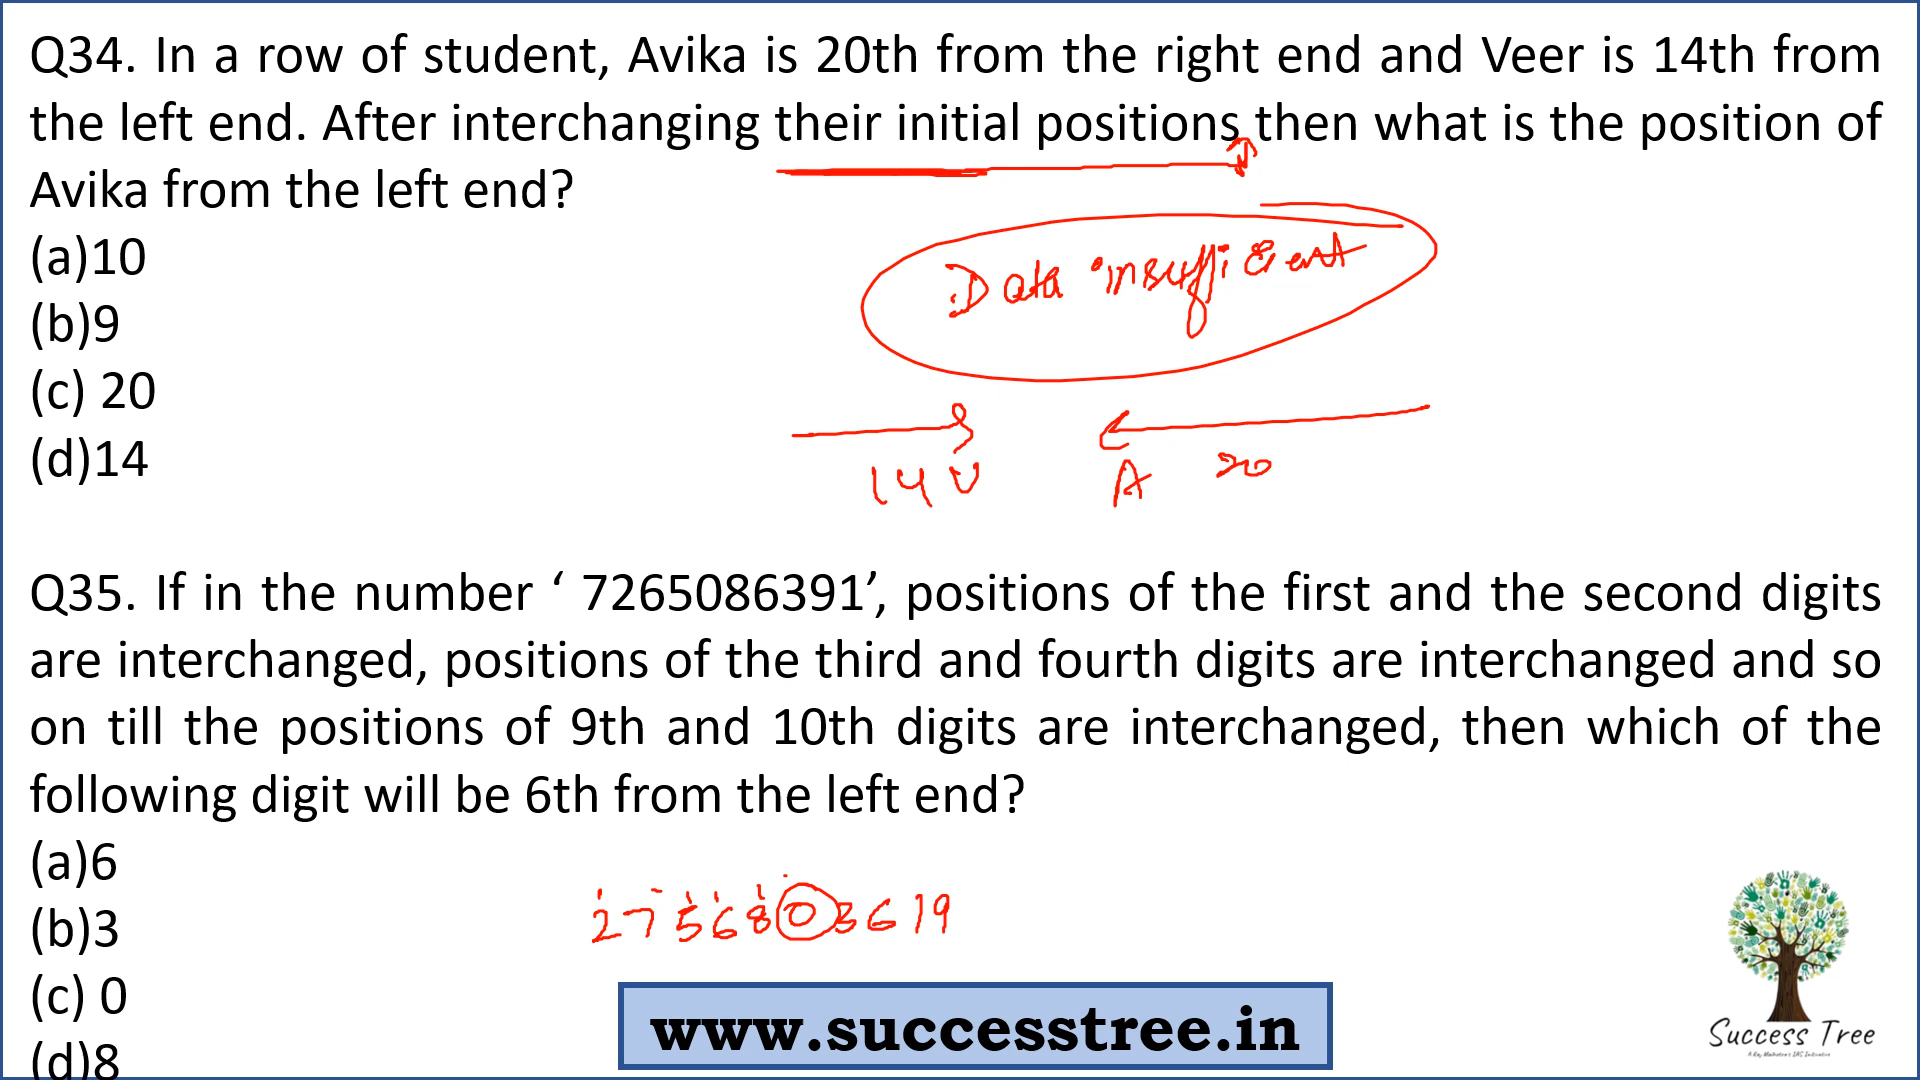 Q34. In a row of student, Avika is 20th from the right end and Veer is 14th from
the left end. After interchanging their initial positions then what is the position of
Avika from the left end?
(a)10
Data insufficient
(b)9
(c) 20
(d)14
14 V A 20
Q35. If in the number ‘ 7265086391’, positions of the first and the second digits
are interchanged, positions of the third and fourth digits are interchanged and so
on till the positions of 9th and 10th digits are interchanged, then which of the
following digit will be 6th from the left end?
(a)6
(b)3
2756803619
(c) 0
(d)8
www.successtree.in
Success Tree